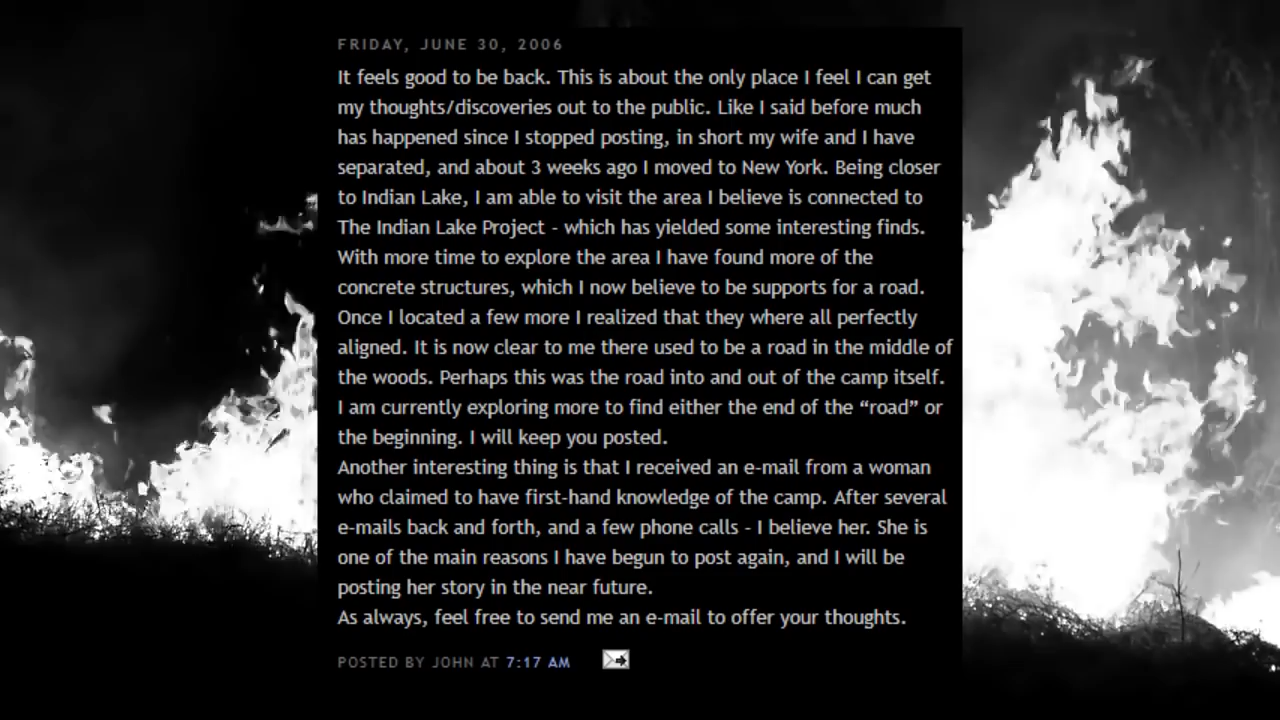 FRIDAY, JUNE 30, 2006
It feels good to be back. This is about the only place I feel I can get
my thoughts/discoveries out to the public. Like I said before much
has happened since I stopped posting, in short my wife and I have
separated, and about 3 weeks ago I moved to New York. Being closer
to Indian Lake, I am able to visit the area I believe is connected to
The Indian Lake Project - which has yielded some interesting finds.
With more time to explore the area I have found more of the
concrete structures, which I now believe to be supports for a road.
Once I located a few more I realized that they where all perfectly
aligned. It is now clear to me there used to be a road in the middle of
the woods. Perhaps this was the road into and out of the camp itself.
I am currently exploring more to find either the end of the “road” or
the beginning. I will keep you posted.
Another interesting thing is that I received an e-mail from a woman
who claimed to have first-hand knowledge of the camp. After several
e-mails back and forth, and a few phone calls - I believe her. She is
one of the main reasons I have begun to post again, and I will be
posting her story in the near future.
As always, feel free to send me an e-mail to offer your thoughts.
POSTED BY JOHN AT 7:17 AM